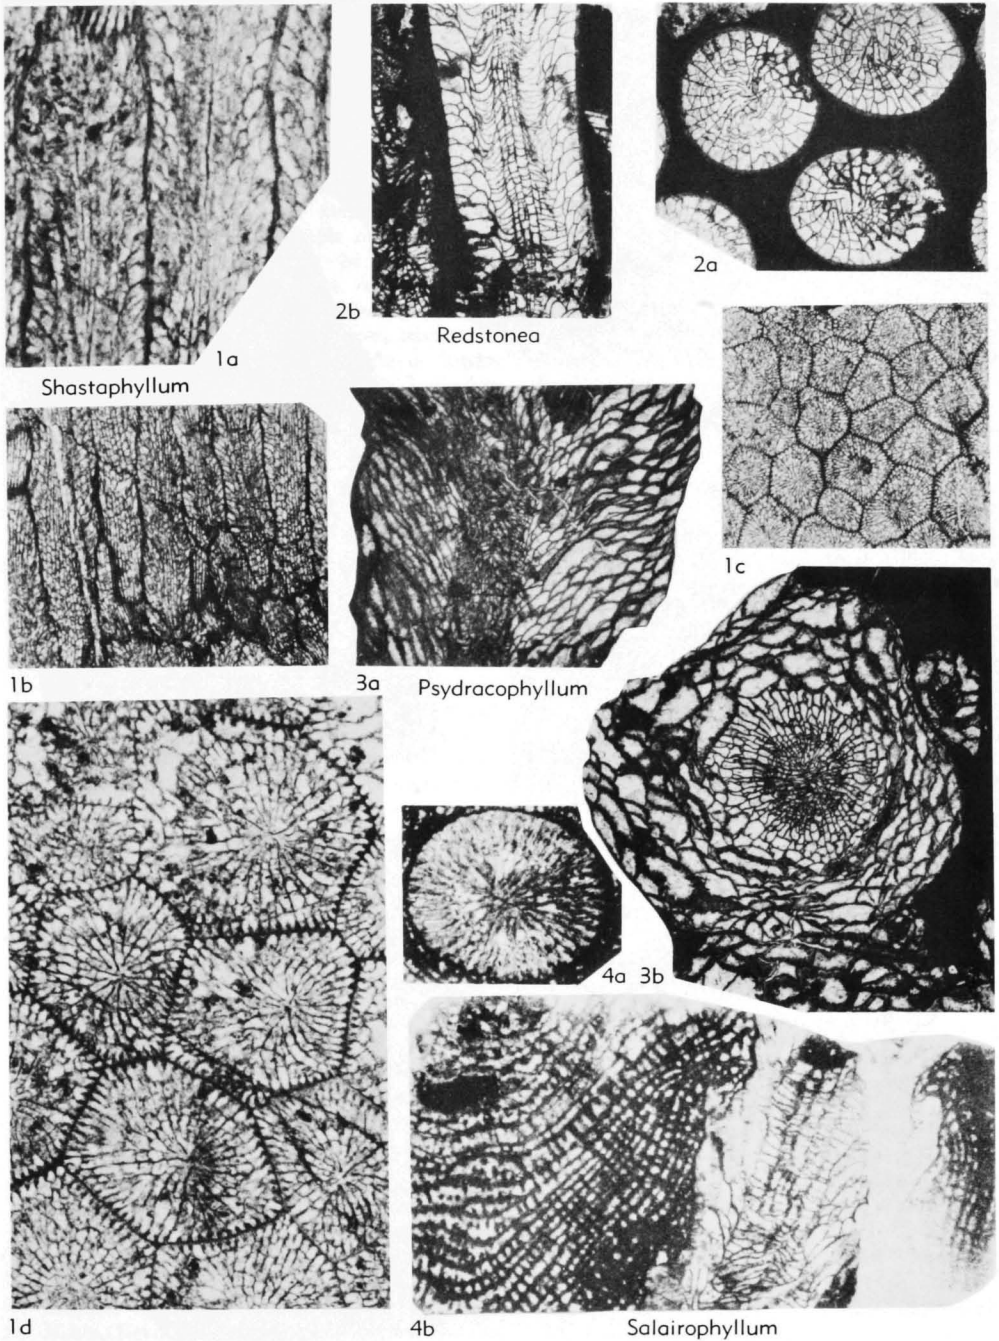 1a
Shastaphyllum
2b
Redstonea
2a
1c
1b
3a
Psydracophyllum
4a 3b
1d
4b
Salairophyllum